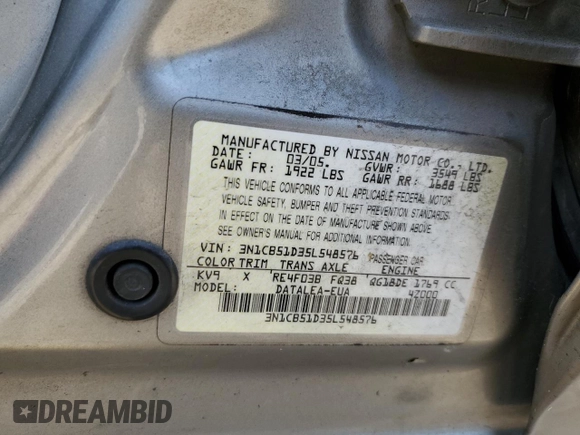 MANUFACTURED BY NISSAN MOTOR CO., LTD.
DATE: 03/05. GVWR: 3549 LBS
GAWR FR: 1922 LBS GAWR RR: 1688 LBS
THIS VEHICLE CONFORMS TO ALL APPLICABLE FEDERAL MOTOR
VEHICLE SAFETY, BUMPER AND THEFT PREVENTION STANDARDS
IN EFFECT ON THE DATE OF MANUFACTURE SHOWN ABOVE.
SEE OWNER'S MANUAL FOR ADDITIONAL INFORMATION.
VIN: 3N1CB51D35L548576 PASSENGER CAR
COLOR TRIM TRANS AXLE ENGINE
KV9 X RE4F03B FQ38 QG18DE 1769 CC
MODEL: DATALEA-EUA 4Z000
3N1CB51D35L548576
DREAMBID